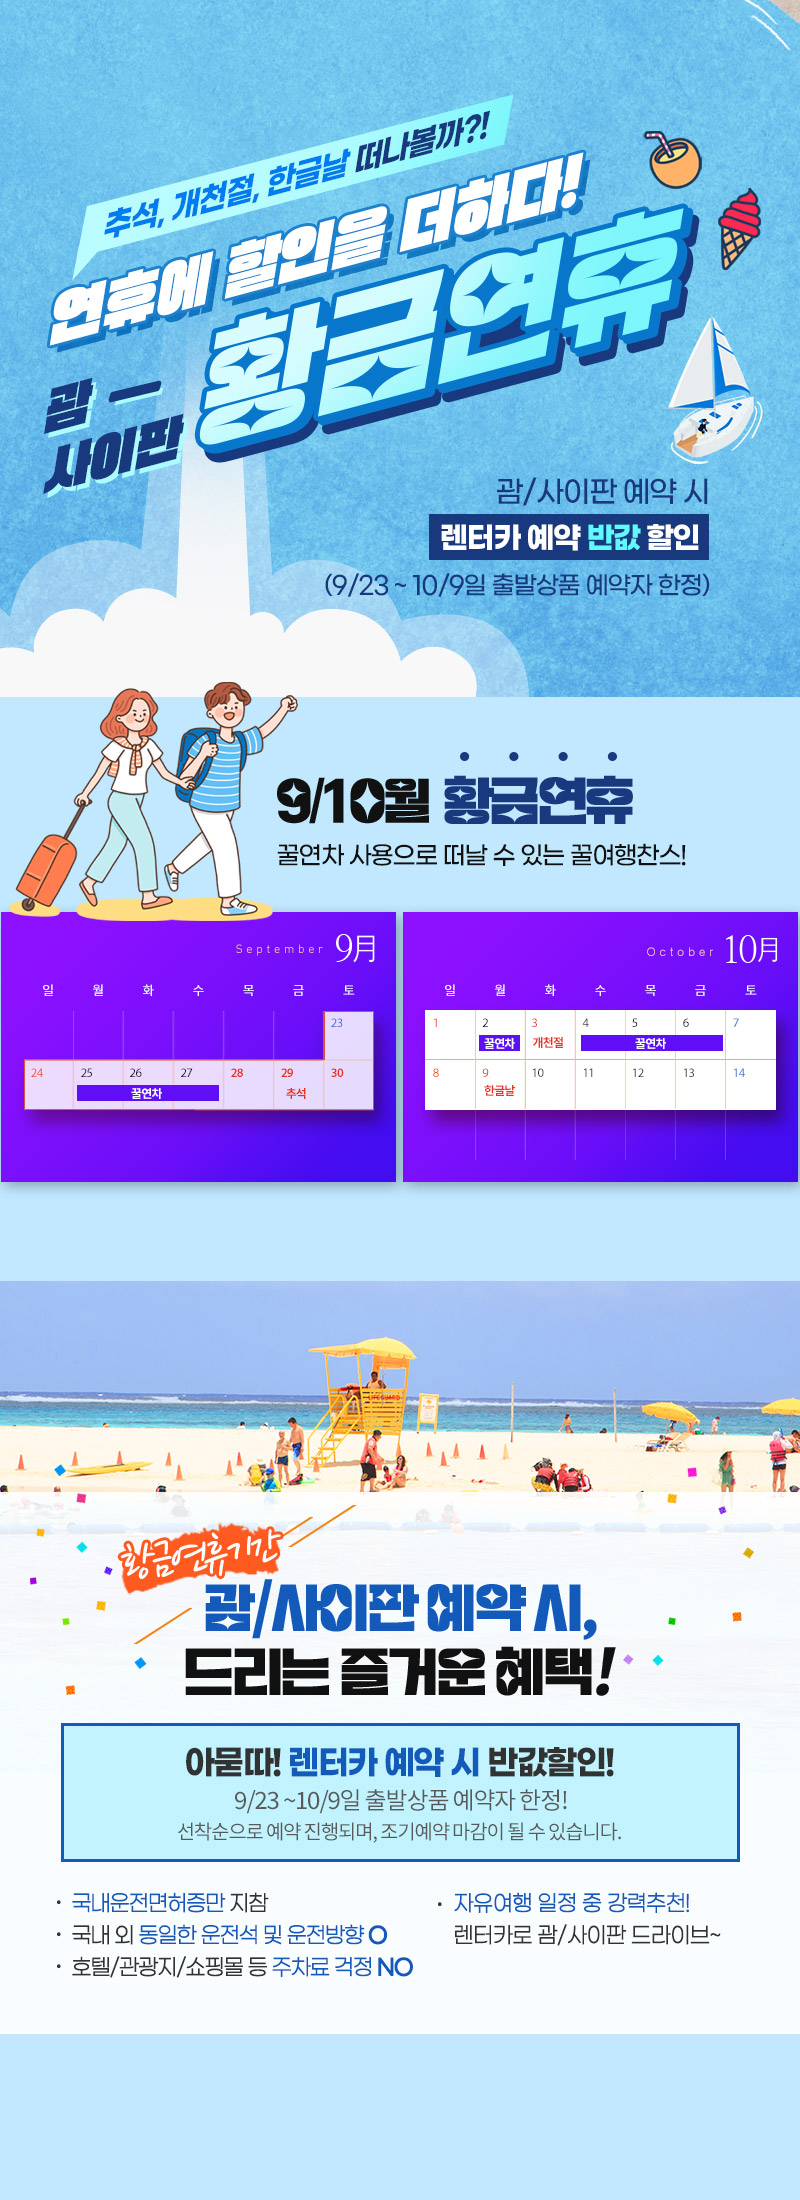 추석, 개천절, 한글날 떠나볼까?!
연휴에 할인을 더하다!
괌 — 사이판
황금연휴
괌/사이판 예약 시
렌터카 예약 반값 할인
(9/23 ~ 10/9일 출발상품 예약자 한정)
9/10월 황금연휴
꿀연차 사용으로 떠날 수 있는 꿀여행찬스!
September 9月
일 월 화 수 목 금 토
23
24 25 26 27 28 29 30
꿀연차 추석
October 10月
일 월 화 수 목 금 토
1 2 3 4 5 6 7
꿀연차 개천절 꿀연차
8 9 10 11 12 13 14
한글날
LIFEGUARD
황금연휴기간
괌/사이판 예약 시,
드리는 즐거운 혜택!
아묻따! 렌터카 예약 시 반값할인!
9/23 ~10/9일 출발상품 예약자 한정!
선착순으로 예약 진행되며, 조기예약 마감이 될 수 있습니다.
· 국내운전면허증만 지참
· 국내 외 동일한 운전석 및 운전방향 O
· 호텔/관광지/쇼핑몰 등 주차료 걱정 NO
· 자유여행 일정 중 강력추천!
렌터카로 괌/사이판 드라이브~